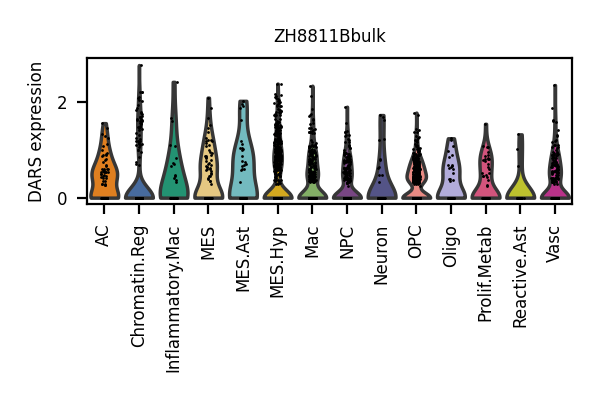 ZH8811Bbulk
DARS expression
2
0
AC
Chromatin.Reg
Inflammatory.Mac
MES
MES.Ast
MES.Hyp
Mac
NPC
Neuron
OPC
Oligo
Prolif.Metab
Reactive.Ast
Vasc